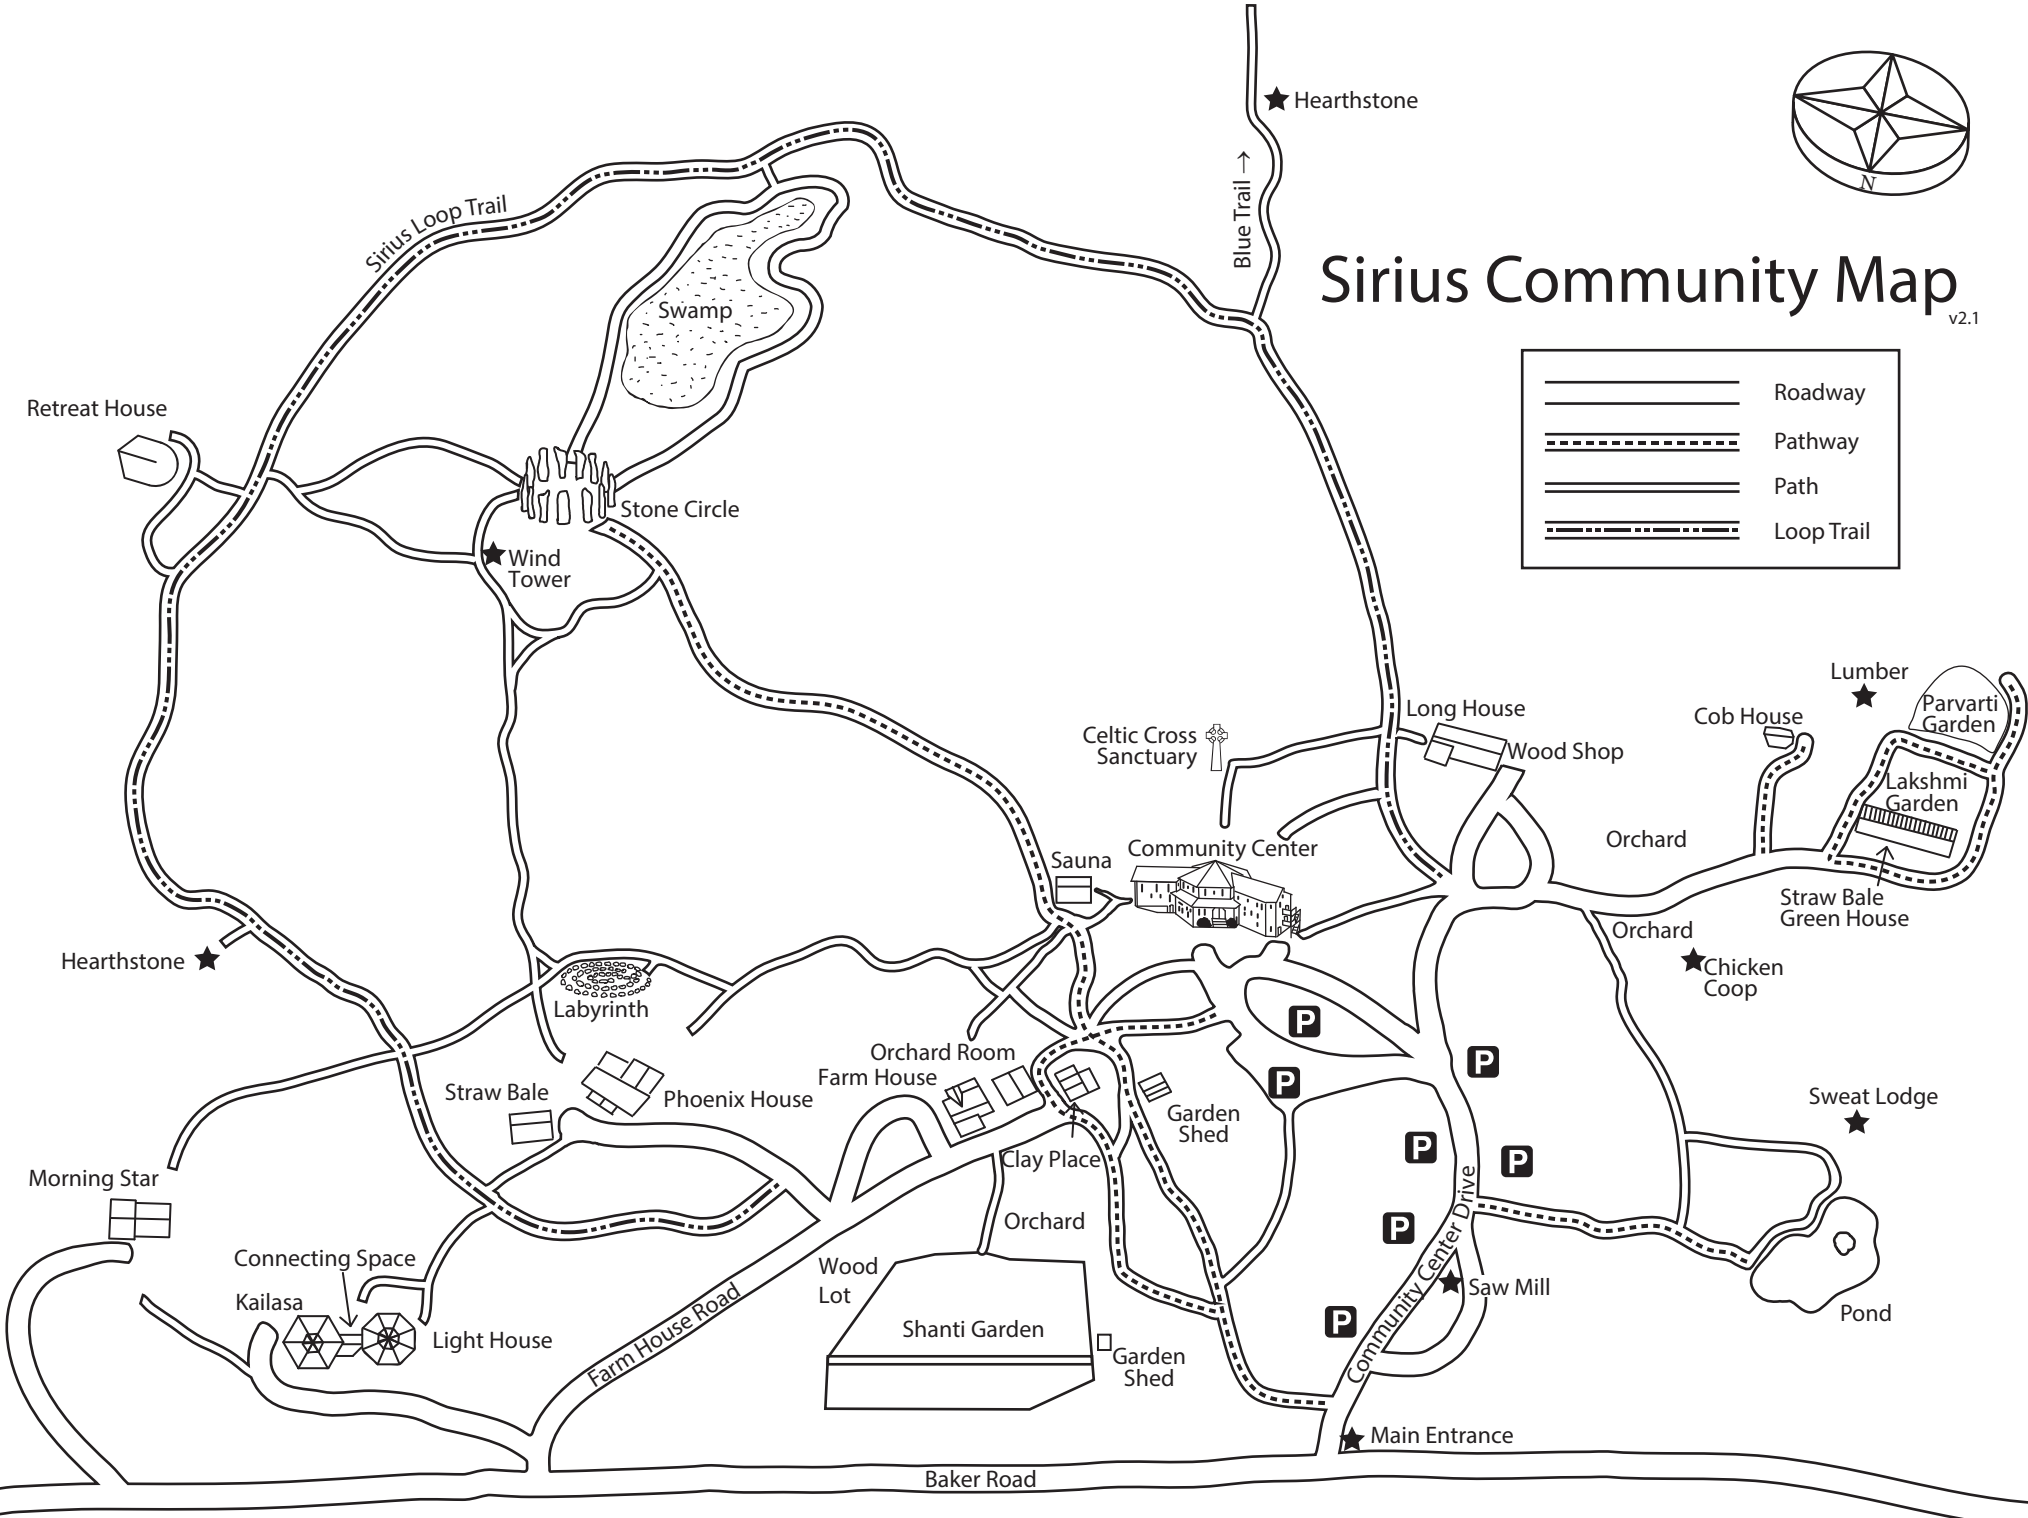 Hearthstone
Blue Trail →
N
Sirius Community Map
v2.1
Roadway
Pathway
Path
Loop Trail
Sirius Loop Trail
Swamp
Retreat House
Stone Circle
Wind
Tower
Lumber
Parvarti
Garden
Long House
Cob House
Celtic Cross
Sanctuary
Wood Shop
Lakshmi
Garden
Orchard
Community Center
Sauna
Straw Bale
Green House
Orchard
Chicken
Coop
Hearthstone
Labyrinth
P
P
P
P
P
P
P
Orchard Room
Farm House
Straw Bale
Phoenix House
Garden
Shed
Sweat Lodge
Clay Place
Morning Star
Orchard
Connecting Space
Kailasa
Light House
Wood
Lot
Farm House Road
Shanti Garden
Garden
Shed
Community Center Drive
Saw Mill
Pond
Main Entrance
Baker Road